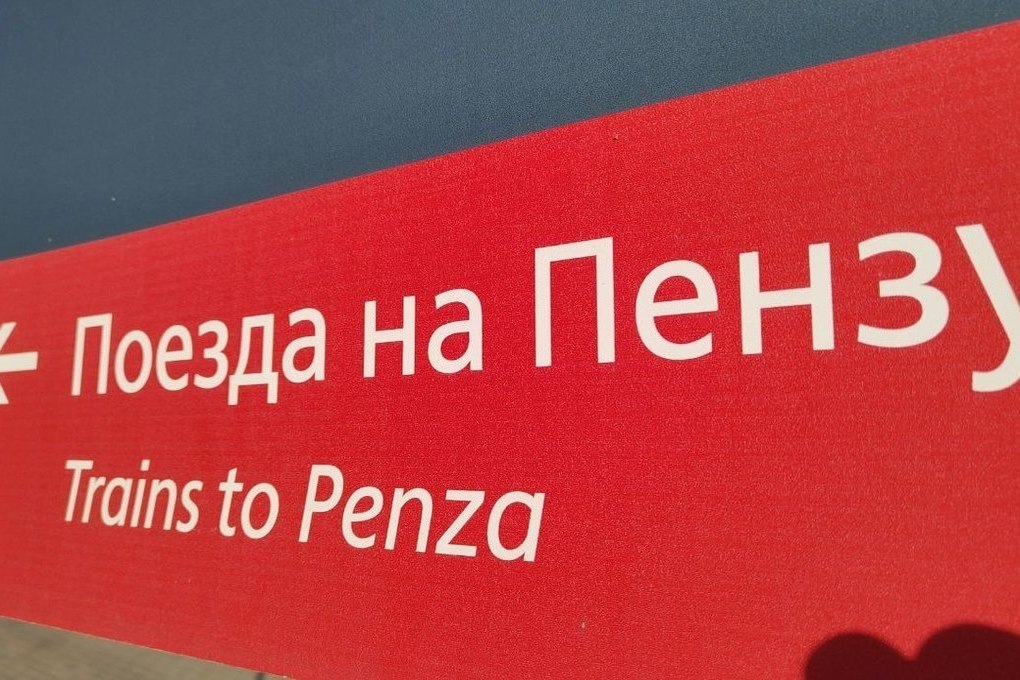 ← Поезда на Пензу
Trains to Penza